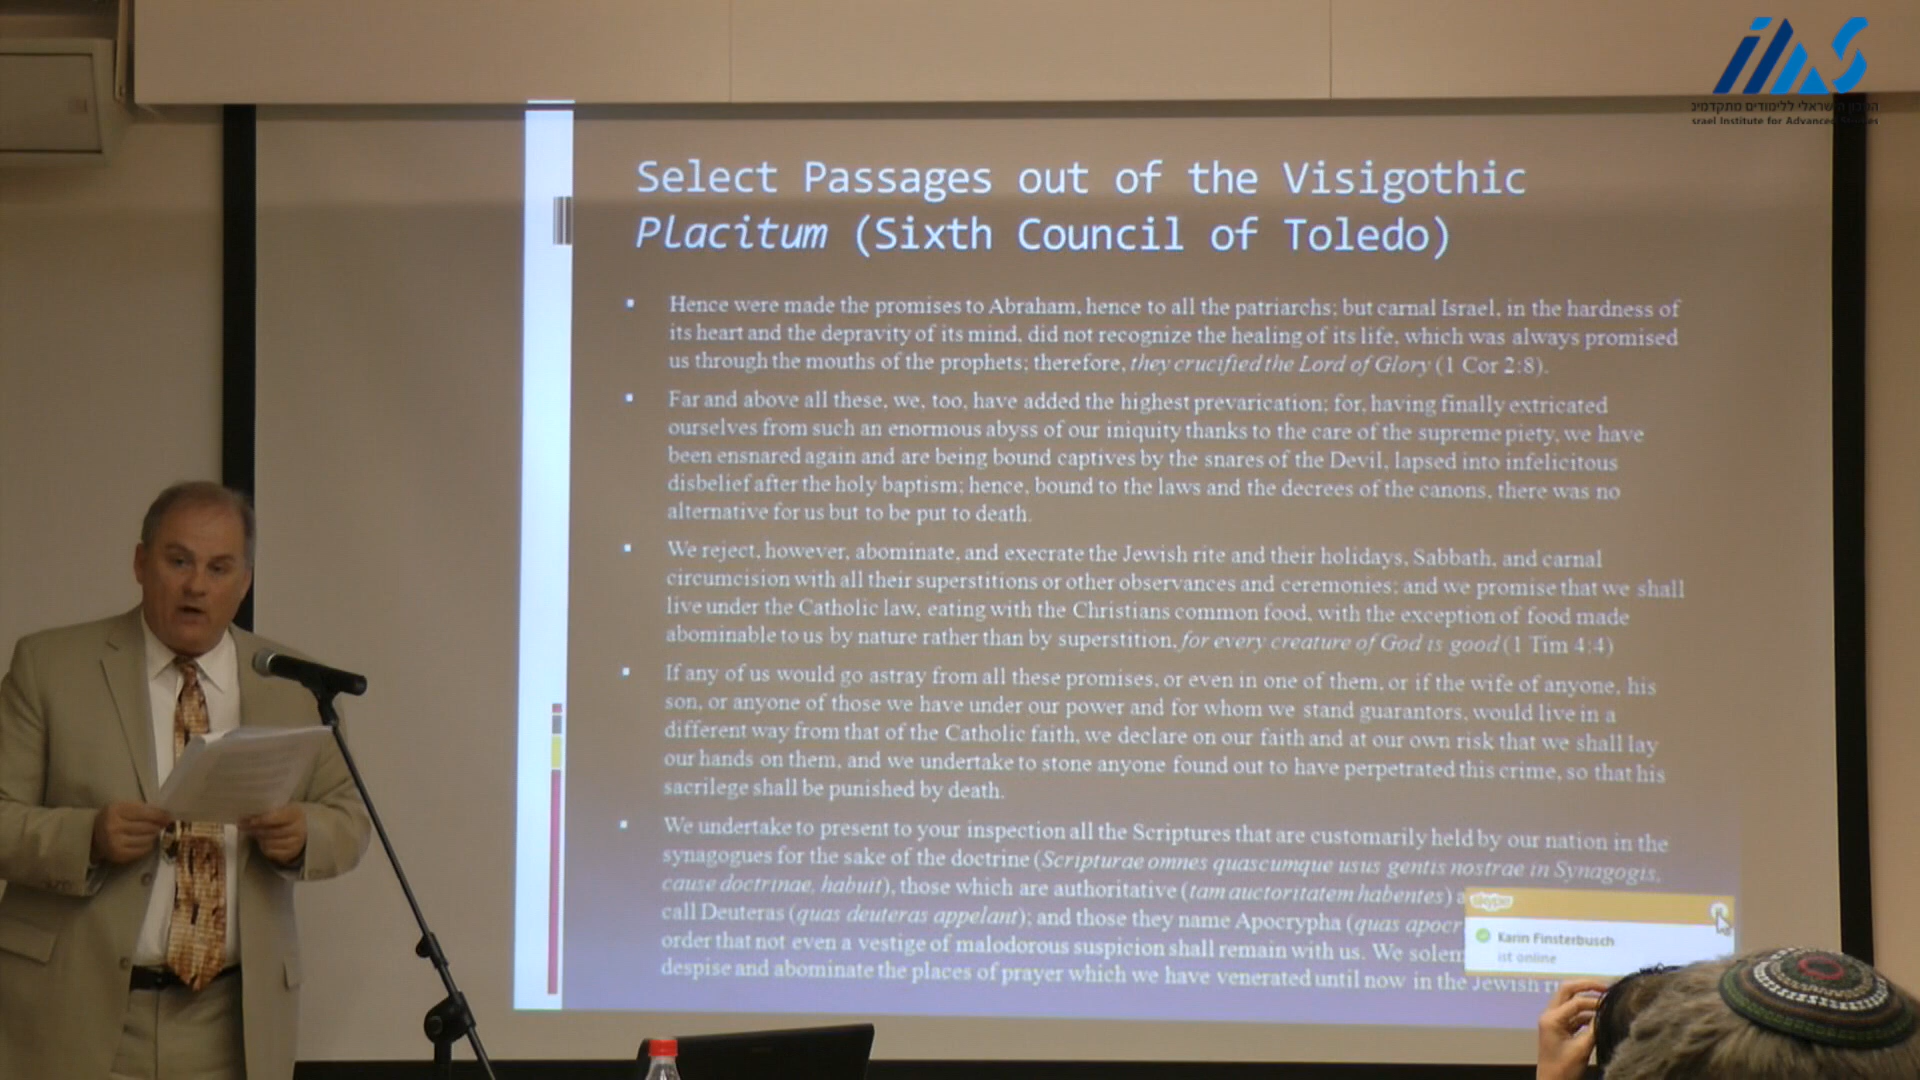 ias
המכון הישראלי ללימודים מתקדמים
Israel Institute for Advanced Studies
Select Passages out of the Visigothic
Placitum (Sixth Council of Toledo)
▪ Hence were made the promises to Abraham, hence to all the patriarchs; but carnal Israel, in the hardness of
its heart and the depravity of its mind, did not recognize the healing of its life, which was always promised
us through the mouths of the prophets; therefore, they crucified the Lord of Glory (1 Cor 2:8).
▪ Far and above all these, we, too, have added the highest prevarication; for, having finally extricated
ourselves from such an enormous abyss of our iniquity thanks to the care of the supreme piety, we have
been ensnared again and are being bound captives by the snares of the Devil, lapsed into infelicitous
disbelief after the holy baptism; hence, bound to the laws and the decrees of the canons, there was no
alternative for us but to be put to death.
▪ We reject, however, abominate, and execrate the Jewish rite and their holidays, Sabbath, and carnal
circumcision with all their superstitions or other observances and ceremonies; and we promise that we shall
live under the Catholic law, eating with the Christians common food, with the exception of food made
abominable to us by nature rather than by superstition, for every creature of God is good (1 Tim 4:4)
▪ If any of us would go astray from all these promises, or even in one of them, or if the wife of anyone, his
son, or anyone of those we have under our power and for whom we stand guarantors, would live in a
different way from that of the Catholic faith, we declare on our faith and at our own risk that we shall lay
our hands on them, and we undertake to stone anyone found out to have perpetrated this crime, so that his
sacrilege shall be punished by death.
▪ We undertake to present to your inspection all the Scriptures that are customarily held by our nation in the
synagogues for the sake of the doctrine (Scripturae omnes quascumque usus gentis nostrae in Synagogis,
cause doctrinae, habuit), those which are authoritative (tam auctoritatem habentes) a
call Deuteras (quas deuteras appelant); and those they name Apocrypha (quas apocr
order that not even a vestige of malodorous suspicion shall remain with us. We solem
despise and abominate the places of prayer which we have venerated until now in the Jewish ri
skype
Karin Finsterbusch
ist online